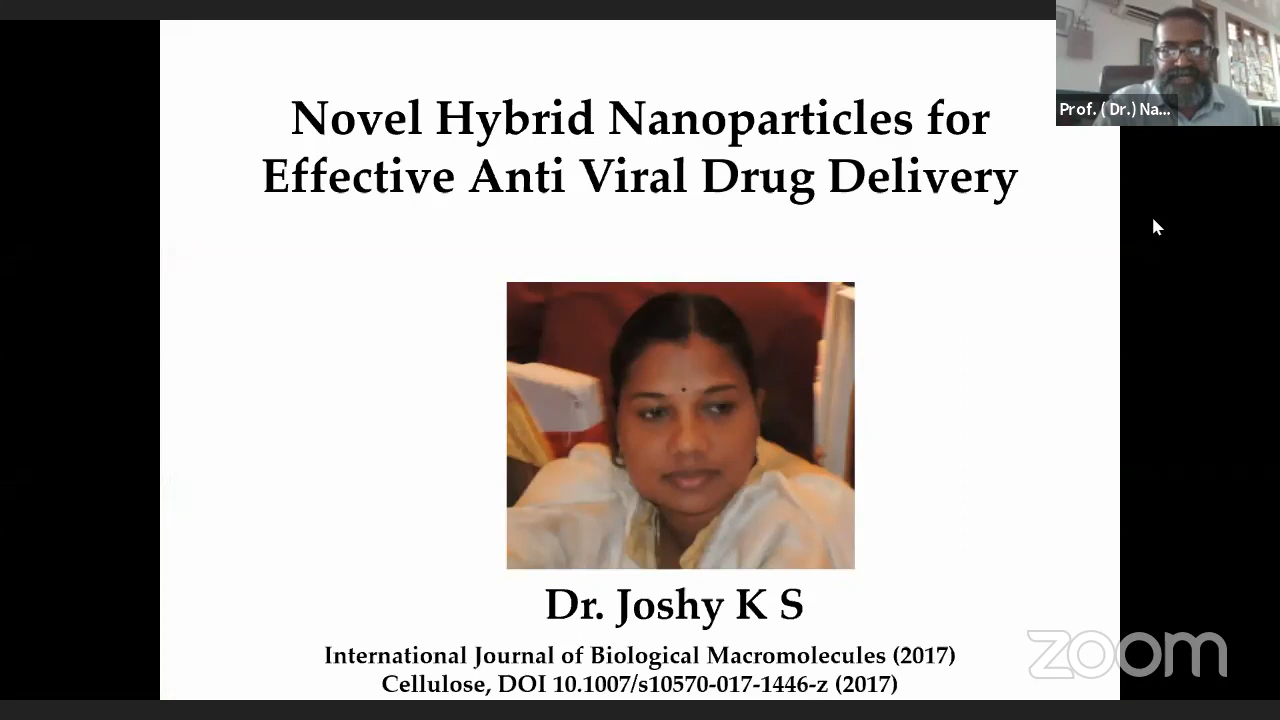 Novel Hybrid Nanoparticles for
Effective Anti Viral Drug Delivery
Prof. ( Dr.) Na...
Dr. Joshy K S
International Journal of Biological Macromolecules (2017)
Cellulose, DOI 10.1007/s10570-017-1446-z (2017)
zoom